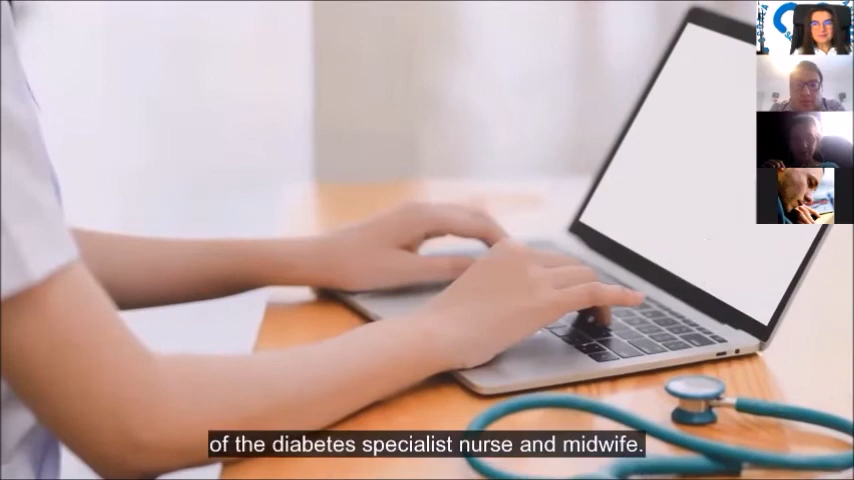 of the diabetes specialist nurse and midwife.